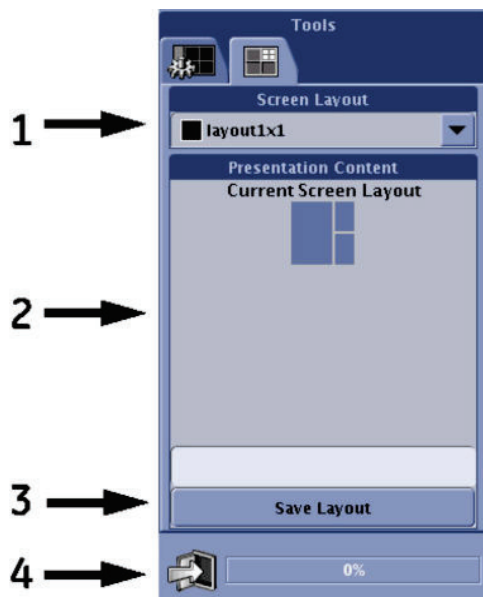 Tools
Screen Layout
1
layout1x1
Presentation Content
Current Screen Layout
2
3
Save Layout
4
0%